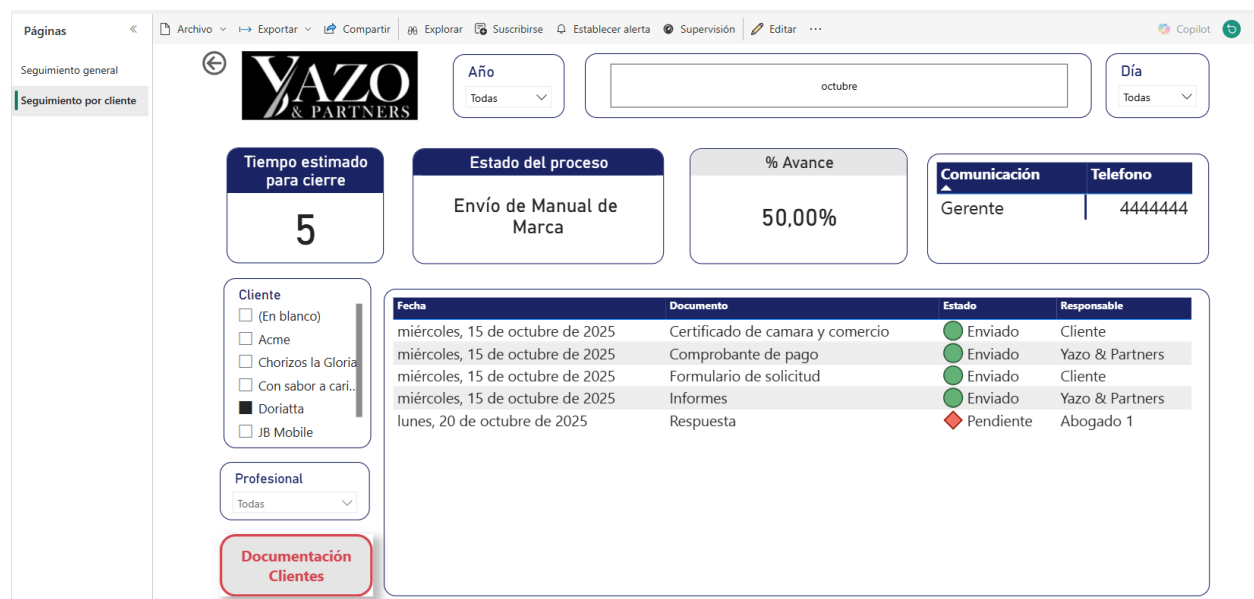 Páginas
Archivo
Exportar
Compartir
Explorar
Suscribirse
Establecer alerta
Supervisión
Editar
Copilot
Seguimiento general
Seguimiento por cliente
YAZO
& PARTNERS
Año
Todas
octubre
Día
Todas
Tiempo estimado
para cierre
5
Estado del proceso
Envío de Manual de
Marca
% Avance
50,00%
Comunicación Telefono
Gerente 4444444
Cliente
(En blanco)
Acme
Chorizos la Gloria
Con sabor a cari...
Doriatta
JB Mobile
Profesional
Todas
Documentación
Clientes
Fecha Documento Estado Responsable
miércoles, 15 de octubre de 2025 Certificado de camara y comercio Enviado Cliente
miércoles, 15 de octubre de 2025 Comprobante de pago Enviado Yazo & Partners
miércoles, 15 de octubre de 2025 Formulario de solicitud Enviado Cliente
miércoles, 15 de octubre de 2025 Informes Enviado Yazo & Partners
lunes, 20 de octubre de 2025 Respuesta Pendiente Abogado 1